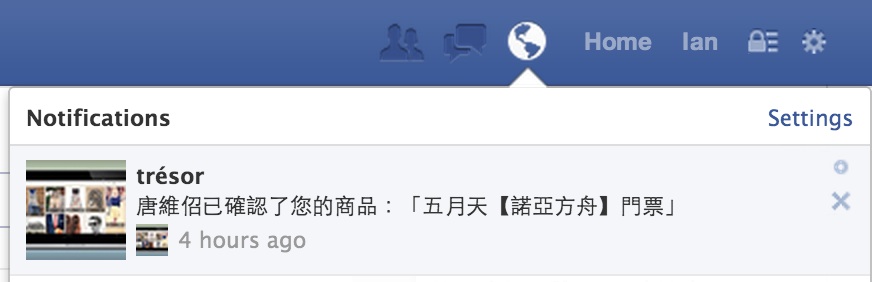 Home Ian
Notifications Settings
trésor
唐維佋已確認了您的商品：「五月天【諾亞方舟】門票」
4 hours ago